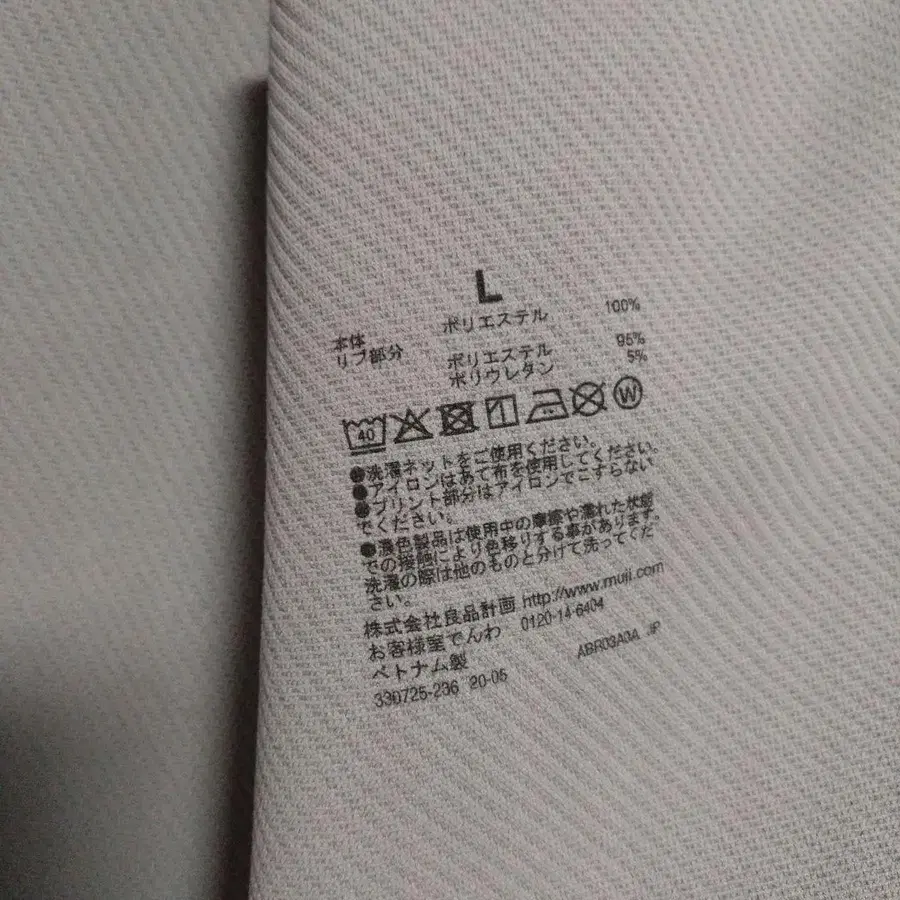 L
本体 ポリエステル 100%
リブ部分 ポリエステル 95%
ポリウレタン 5%
40 W
●洗濯ネットをご使用ください。
●アイロンはあて布を使用してください。
●プリント部分はアイロンでこすらない
でください。
●濃色製品は使用中の摩擦や濡れた状態
での接触により色移りする事があります。
洗濯の際は他のものと分けて洗ってくだ
さい。
株式会社良品計画 http://www.muji.com
お客様室でんわ 0120-14-6404
ベトナム製 ABR03A3A .JP
330725-236 20-05